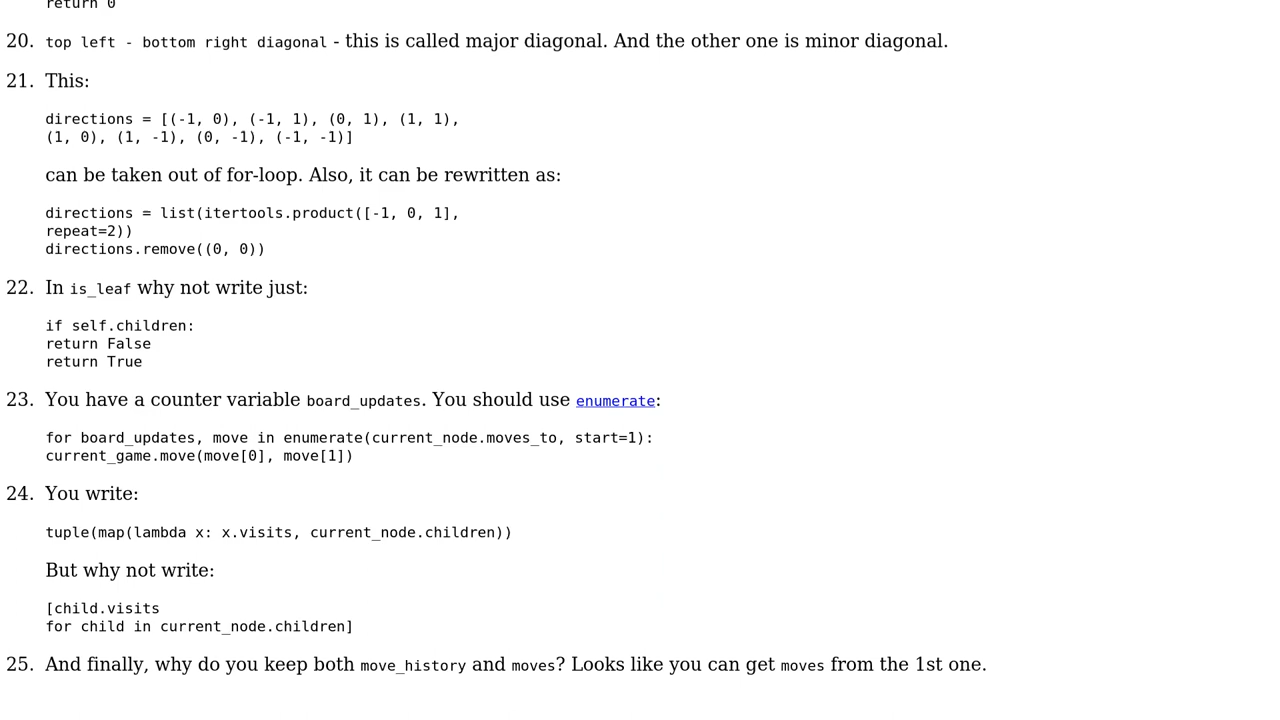 return 0
20. top left - bottom right diagonal - this is called major diagonal. And the other one is minor diagonal.
21. This:
directions = [(-1, 0), (-1, 1), (0, 1), (1, 1),
(1, 0), (1, -1), (0, -1), (-1, -1)]
can be taken out of for-loop. Also, it can be rewritten as:
directions = list(itertools.product([-1, 0, 1],
repeat=2))
directions.remove((0, 0))
22. In is_leaf why not write just:
if self.children:
return False
return True
23. You have a counter variable board_updates. You should use enumerate:
for board_updates, move in enumerate(current_node.moves_to, start=1):
current_game.move(move[0], move[1])
24. You write:
tuple(map(lambda x: x.visits, current_node.children))
But why not write:
[child.visits
for child in current_node.children]
25. And finally, why do you keep both move_history and moves? Looks like you can get moves from the 1st one.